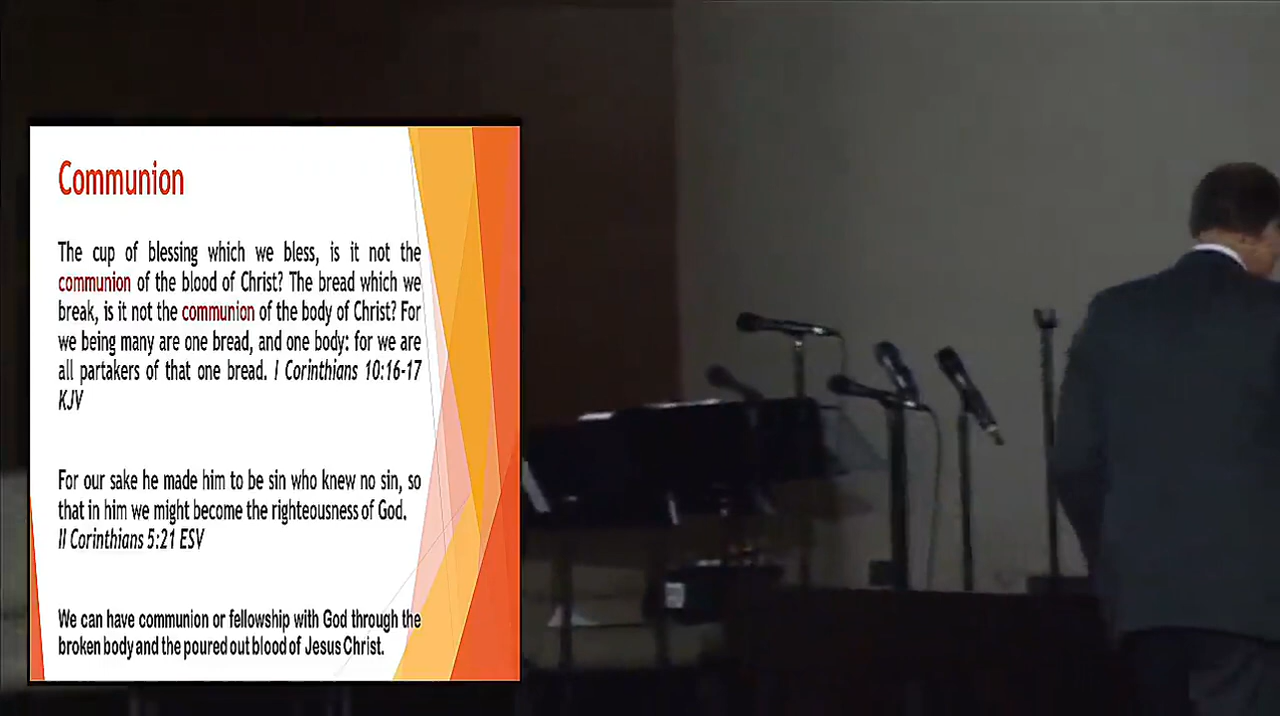 Communion
The cup of blessing which we bless, is it not the
communion of the blood of Christ? The bread which we
break, is it not the communion of the body of Christ? For
we being many are one bread, and one body: for we are
all partakers of that one bread. I Corinthians 10:16-17
KJV
For our sake he made him to be sin who knew no sin, so
that in him we might become the righteousness of God.
II Corinthians 5:21 ESV
We can have communion or fellowship with God through the
broken body and the poured out blood of Jesus Christ.